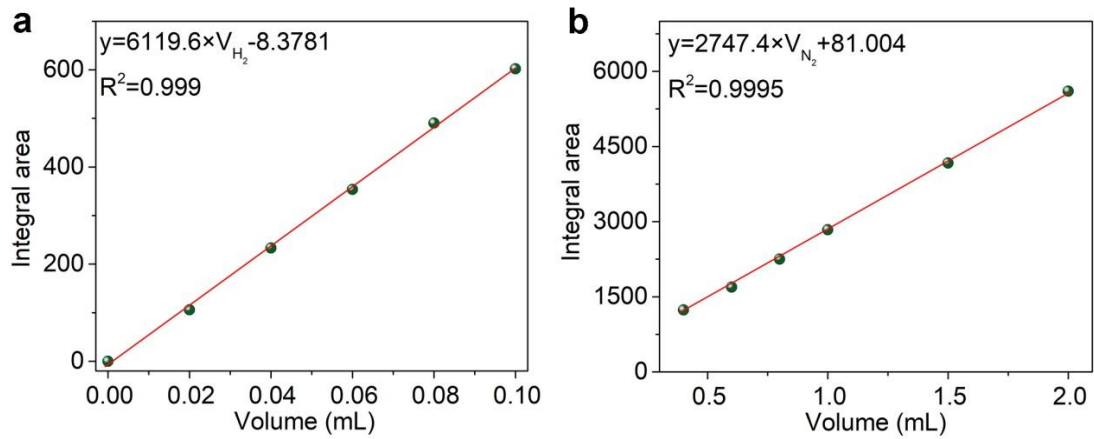 a
y=6119.6×V_H₂-8.3781
R²=0.999
Integral area
600
400
200
0
0.00 0.02 0.04 0.06 0.08 0.10
Volume (mL)
b
y=2747.4×V_N₂+81.004
R²=0.9995
Integral area
6000
4500
3000
1500
0
0.5 1.0 1.5 2.0
Volume (mL)